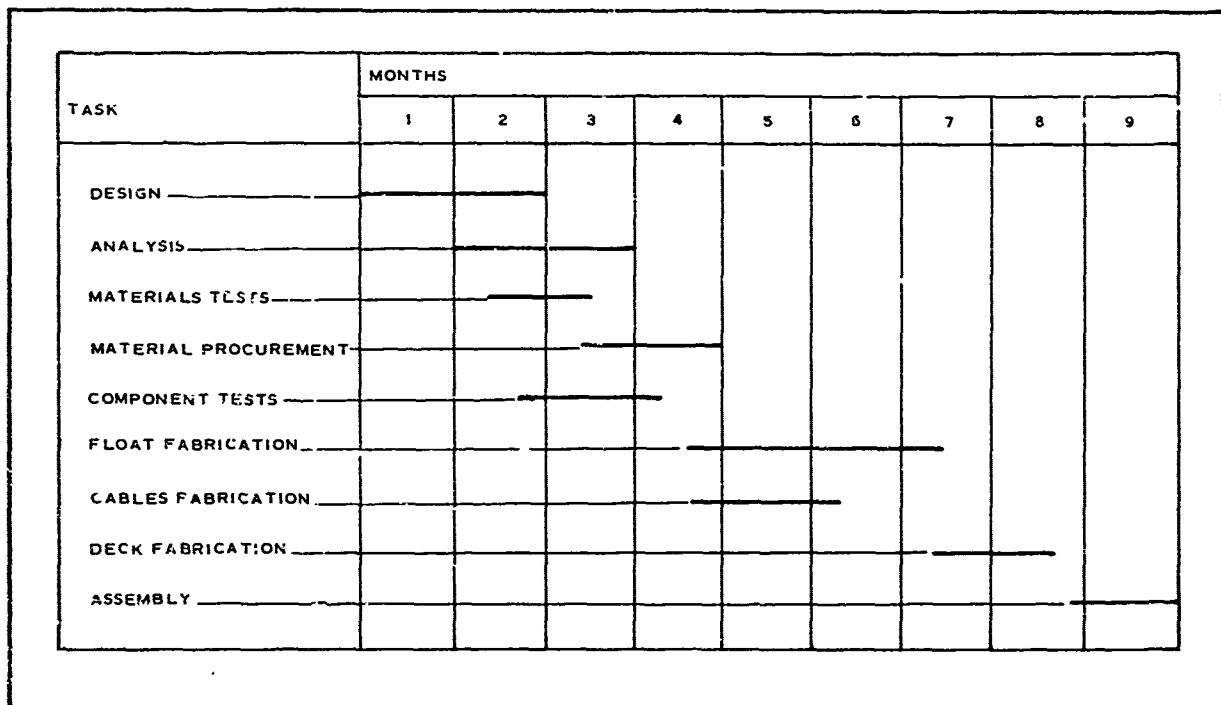 MONTHS
TASK
1 2 3 4 5 6 7 8 9
DESIGN
ANALYSIS
MATERIALS TESTS
MATERIAL PROCUREMENT
COMPONENT TESTS
FLOAT FABRICATION
CABLES FABRICATION
DECK FABRICATION
ASSEMBLY